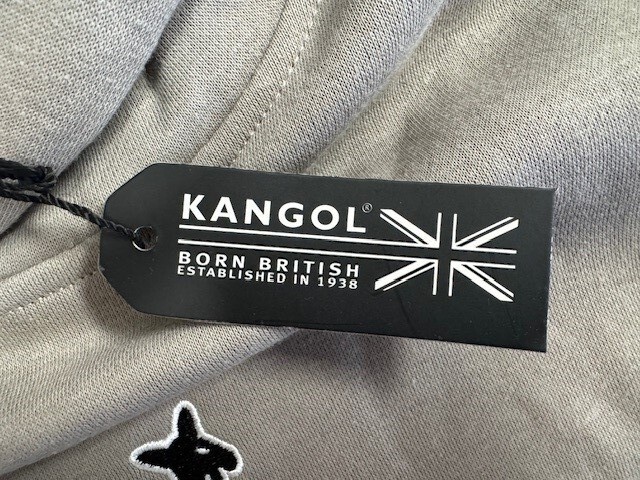 KANGOL®
BORN BRITISH
ESTABLISHED IN 1938